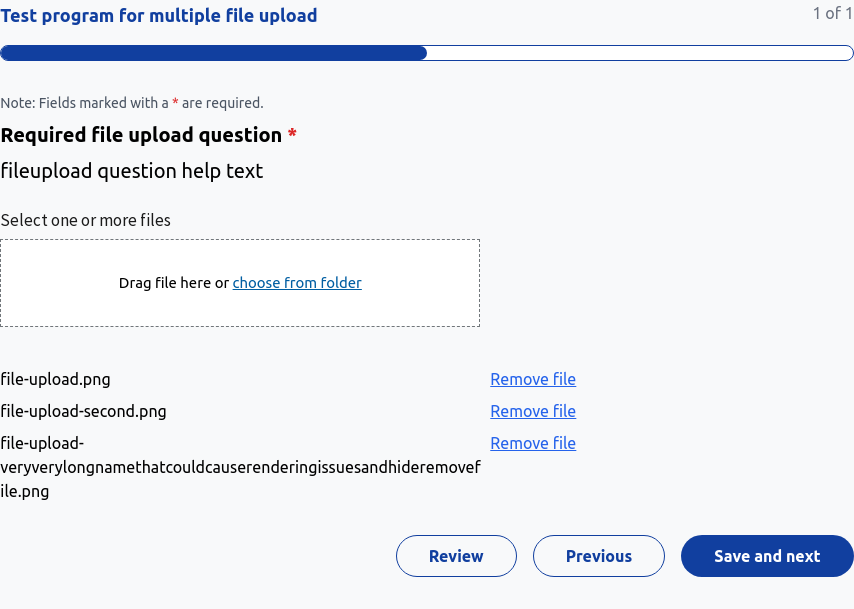 Test program for multiple file upload
1 of 1
Note: Fields marked with a * are required.
Required file upload question *
fileupload question help text
Select one or more files
Drag file here or choose from folder
file-upload.png
Remove file
file-upload-second.png
Remove file
file-upload-
Remove file
veryverylongnamethatcouldcauserenderingissuesandhideremovef
ile.png
Review
Previous
Save and next